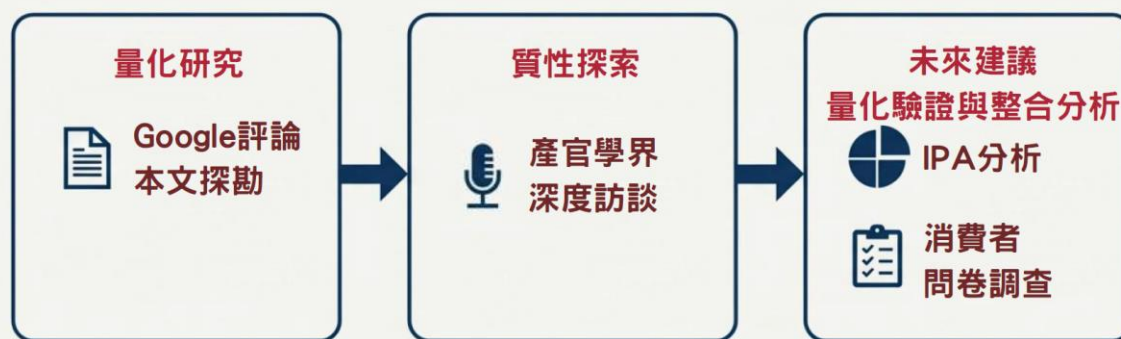 量化研究
Google評論
本文探勘
質性探索
產官學界
深度訪談
未來建議
量化驗證與整合分析
IPA分析
消費者
問卷調查